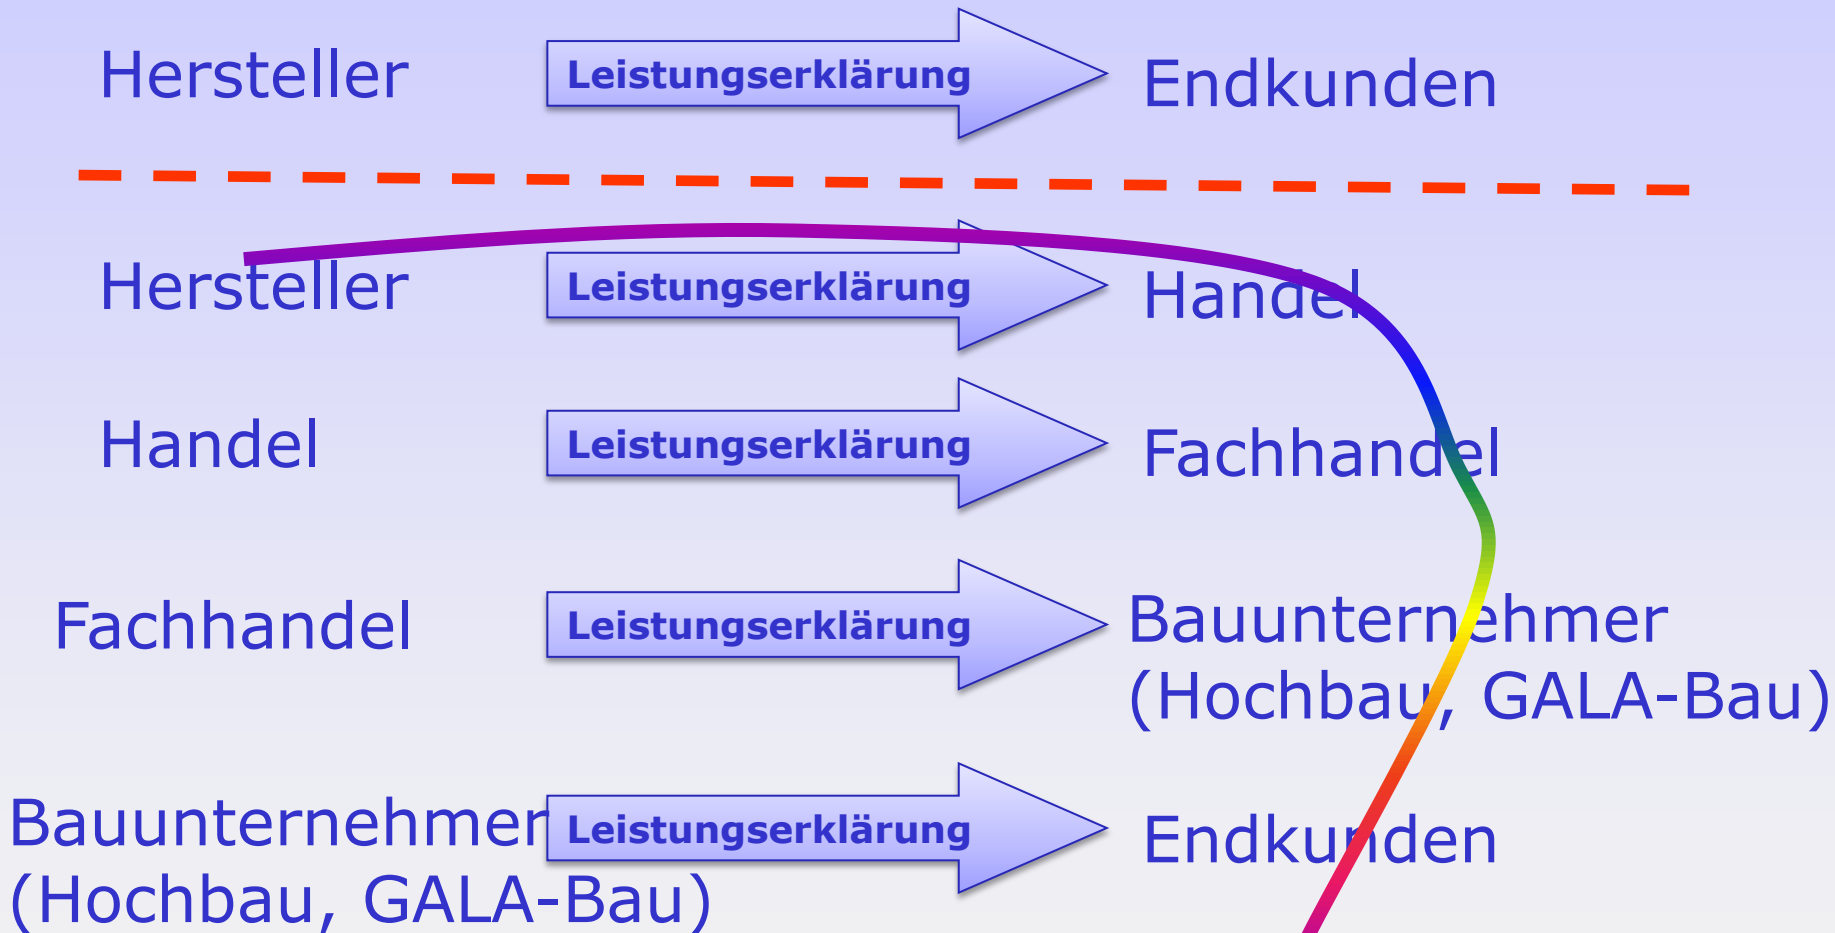 Hersteller
Leistungserklärung
Endkunden
Hersteller
Leistungserklärung
Handel
Handel
Leistungserklärung
Fachhandel
Fachhandel
Leistungserklärung
Bauunternehmer
(Hochbau, GALA-Bau)
Bauunternehmer
(Hochbau, GALA-Bau)
Leistungserklärung
Endkunden